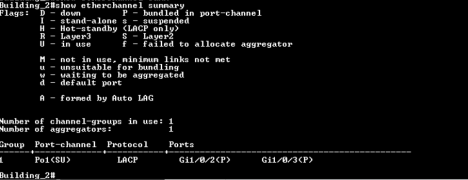 Building_2#show etherchannel summary
Flags:  D - down        P - bundled in port-channel
        I - stand-alone s - suspended
        H - Hot-standby (LACP only)
        R - Layer3      S - Layer2
        U - in use      f - failed to allocate aggregator

        M - not in use, minimum links not met
        u - unsuitable for bundling
        w - waiting to be aggregated
        d - default port

        A - formed by Auto LAG

Number of channel-groups in use: 1
Number of aggregators:           1

Group  Port-channel  Protocol    Ports
------+-------------+-----------+-----------------------------------------------
1      Po1(SU)         LACP      Gi1/0/2(P)      Gi1/0/3(P)

Building_2#